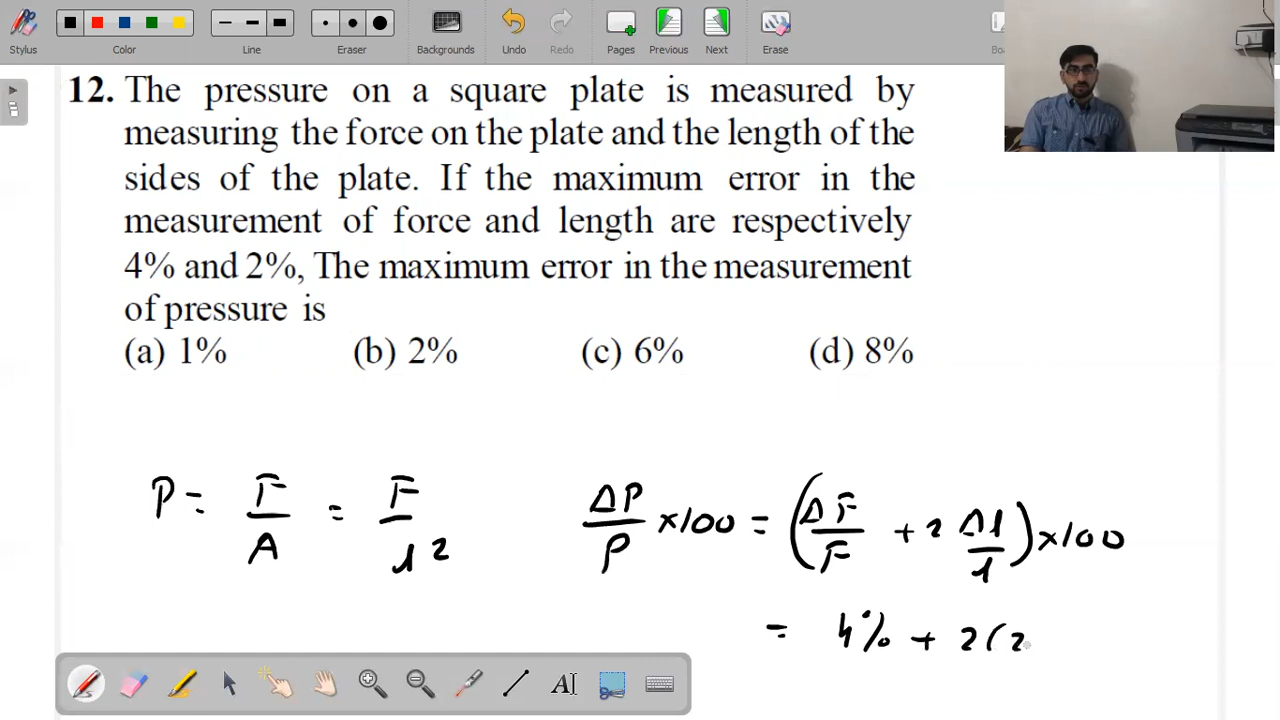 Stylus
Color
Line
Eraser
Backgrounds
Undo
Redo
Pages
Previous
Next
Erase
12. The pressure on a square plate is measured by
measuring the force on the plate and the length of the
sides of the plate. If the maximum error in the
measurement of force and length are respectively
4% and 2%, The maximum error in the measurement
of pressure is
(a) 1% (b) 2% (c) 6% (d) 8%
P = F/A = F/l² ΔP/P ×100 = (ΔF/F + 2 Δl/l) ×100
= 4% + 2(2